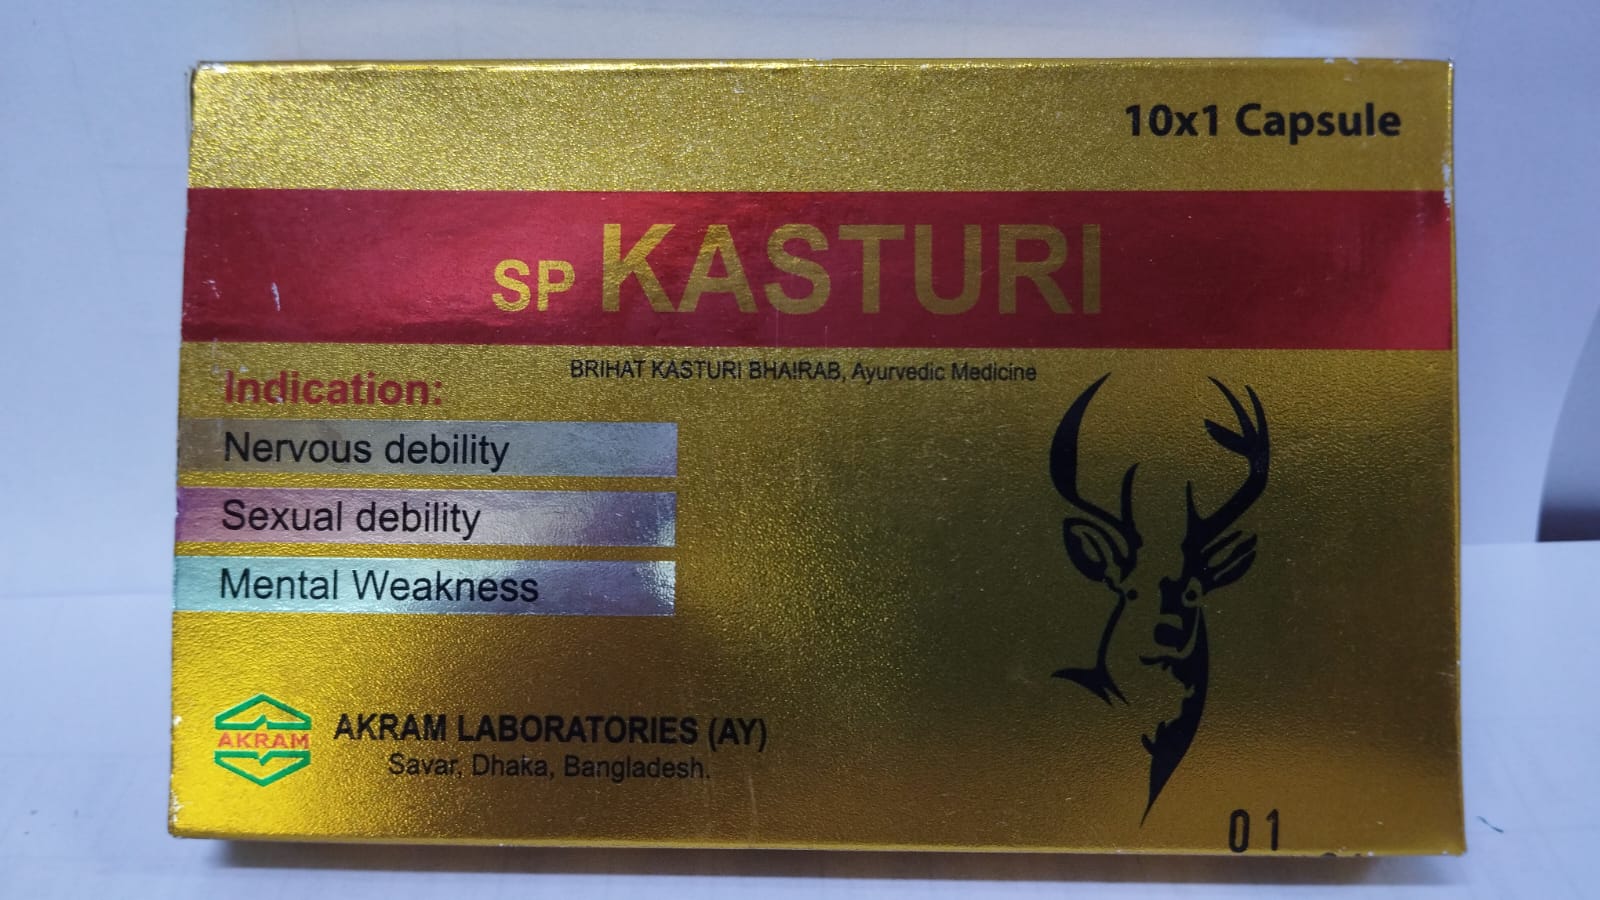 10x1 Capsule
SP KASTURI
BRIHAT KASTURI BHAIRAB, Ayurvedic Medicine
Indication:
Nervous debility
Sexual debility
Mental Weakness
AKRAM
AKRAM LABORATORIES (AY)
Savar, Dhaka, Bangladesh.
01